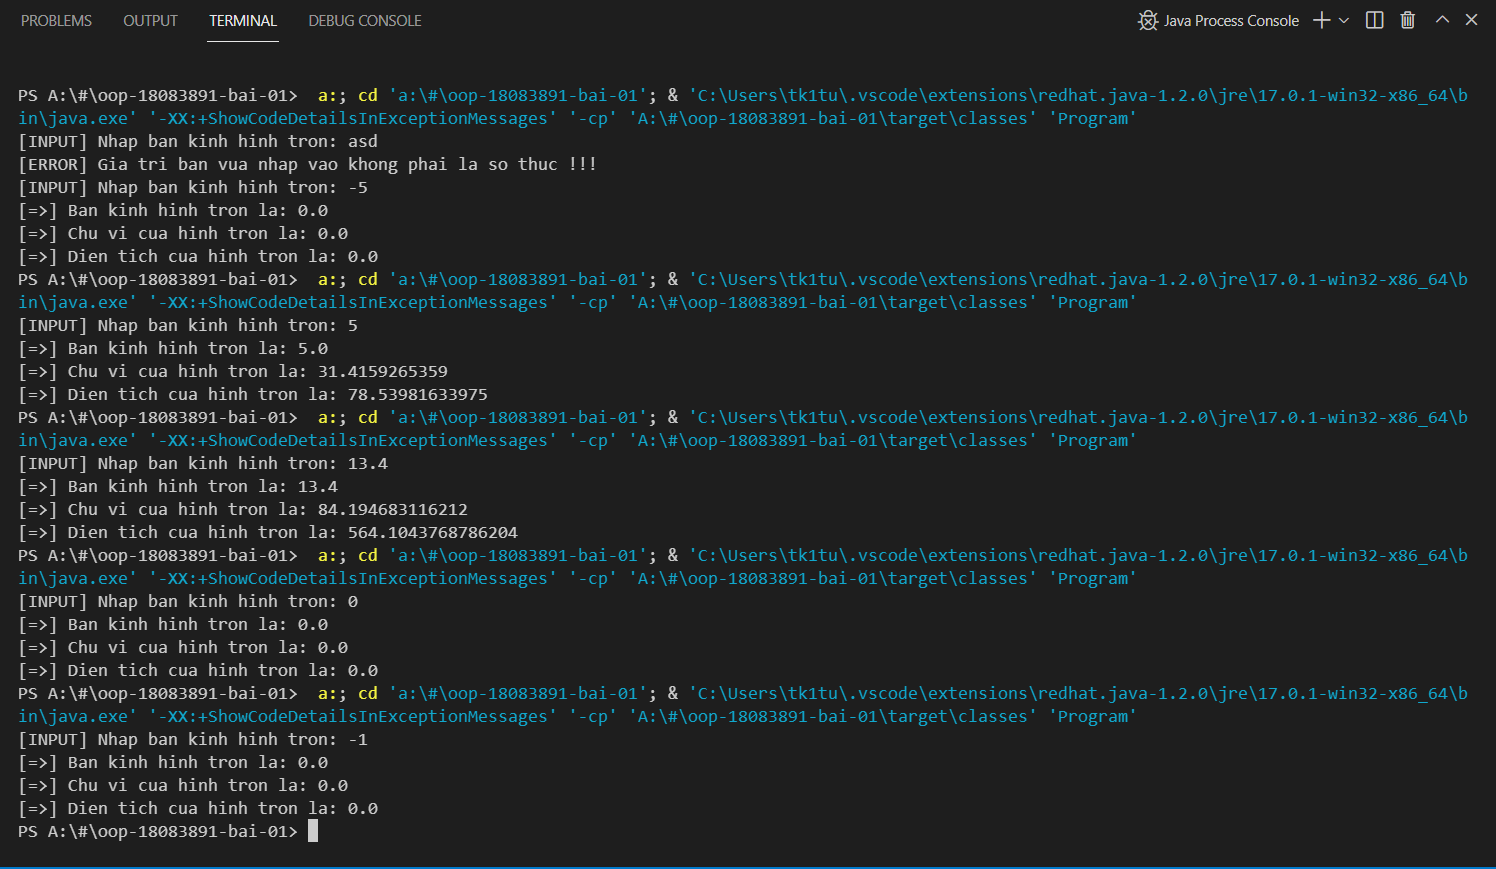 PROBLEMS OUTPUT TERMINAL DEBUG CONSOLE Java Process Console
PS A:\#\oop-18083891-bai-01>  a:; cd 'a:\#\oop-18083891-bai-01'; & 'C:\Users\tk1tu\.vscode\extensions\redhat.java-1.2.0\jre\17.0.1-win32-x86_64\b
in\java.exe' '-XX:+ShowCodeDetailsInExceptionMessages' '-cp' 'A:\#\oop-18083891-bai-01\target\classes' 'Program'
[INPUT] Nhap ban kinh hinh tron: asd
[ERROR] Gia tri ban vua nhap vao khong phai la so thuc !!!
[INPUT] Nhap ban kinh hinh tron: -5
[=>] Ban kinh hinh tron la: 0.0
[=>] Chu vi cua hinh tron la: 0.0
[=>] Dien tich cua hinh tron la: 0.0
PS A:\#\oop-18083891-bai-01>  a:; cd 'a:\#\oop-18083891-bai-01'; & 'C:\Users\tk1tu\.vscode\extensions\redhat.java-1.2.0\jre\17.0.1-win32-x86_64\b
in\java.exe' '-XX:+ShowCodeDetailsInExceptionMessages' '-cp' 'A:\#\oop-18083891-bai-01\target\classes' 'Program'
[INPUT] Nhap ban kinh hinh tron: 5
[=>] Ban kinh hinh tron la: 5.0
[=>] Chu vi cua hinh tron la: 31.4159265359
[=>] Dien tich cua hinh tron la: 78.53981633975
PS A:\#\oop-18083891-bai-01>  a:; cd 'a:\#\oop-18083891-bai-01'; & 'C:\Users\tk1tu\.vscode\extensions\redhat.java-1.2.0\jre\17.0.1-win32-x86_64\b
in\java.exe' '-XX:+ShowCodeDetailsInExceptionMessages' '-cp' 'A:\#\oop-18083891-bai-01\target\classes' 'Program'
[INPUT] Nhap ban kinh hinh tron: 13.4
[=>] Ban kinh hinh tron la: 13.4
[=>] Chu vi cua hinh tron la: 84.194683116212
[=>] Dien tich cua hinh tron la: 564.1043768786204
PS A:\#\oop-18083891-bai-01>  a:; cd 'a:\#\oop-18083891-bai-01'; & 'C:\Users\tk1tu\.vscode\extensions\redhat.java-1.2.0\jre\17.0.1-win32-x86_64\b
in\java.exe' '-XX:+ShowCodeDetailsInExceptionMessages' '-cp' 'A:\#\oop-18083891-bai-01\target\classes' 'Program'
[INPUT] Nhap ban kinh hinh tron: 0
[=>] Ban kinh hinh tron la: 0.0
[=>] Chu vi cua hinh tron la: 0.0
[=>] Dien tich cua hinh tron la: 0.0
PS A:\#\oop-18083891-bai-01>  a:; cd 'a:\#\oop-18083891-bai-01'; & 'C:\Users\tk1tu\.vscode\extensions\redhat.java-1.2.0\jre\17.0.1-win32-x86_64\b
in\java.exe' '-XX:+ShowCodeDetailsInExceptionMessages' '-cp' 'A:\#\oop-18083891-bai-01\target\classes' 'Program'
[INPUT] Nhap ban kinh hinh tron: -1
[=>] Ban kinh hinh tron la: 0.0
[=>] Chu vi cua hinh tron la: 0.0
[=>] Dien tich cua hinh tron la: 0.0
PS A:\#\oop-18083891-bai-01>